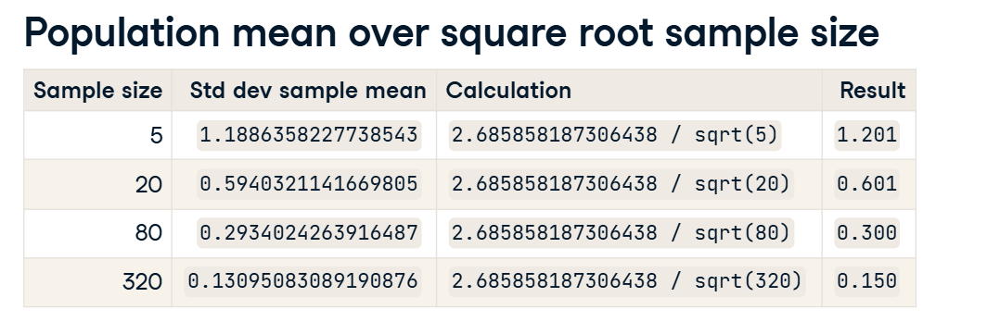 Population mean over square root sample size
Sample size Std dev sample mean Calculation Result
5 1.1886358227738543 2.685858187306438 / sqrt(5) 1.201
20 0.5940321141669805 2.685858187306438 / sqrt(20) 0.601
80 0.2934024263916487 2.685858187306438 / sqrt(80) 0.300
320 0.13095083089190876 2.685858187306438 / sqrt(320) 0.150